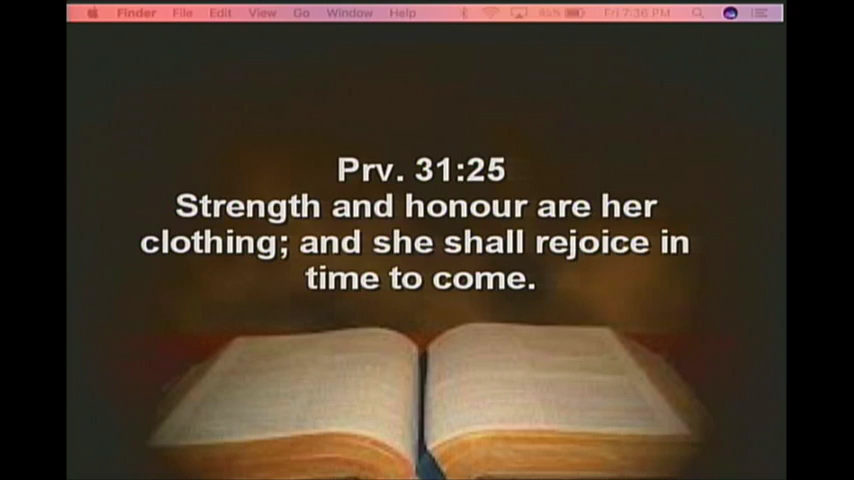 Finder File Edit View Go Window Help 85% Fri 7:36 PM
Prv. 31:25
Strength and honour are her
clothing; and she shall rejoice in
time to come.